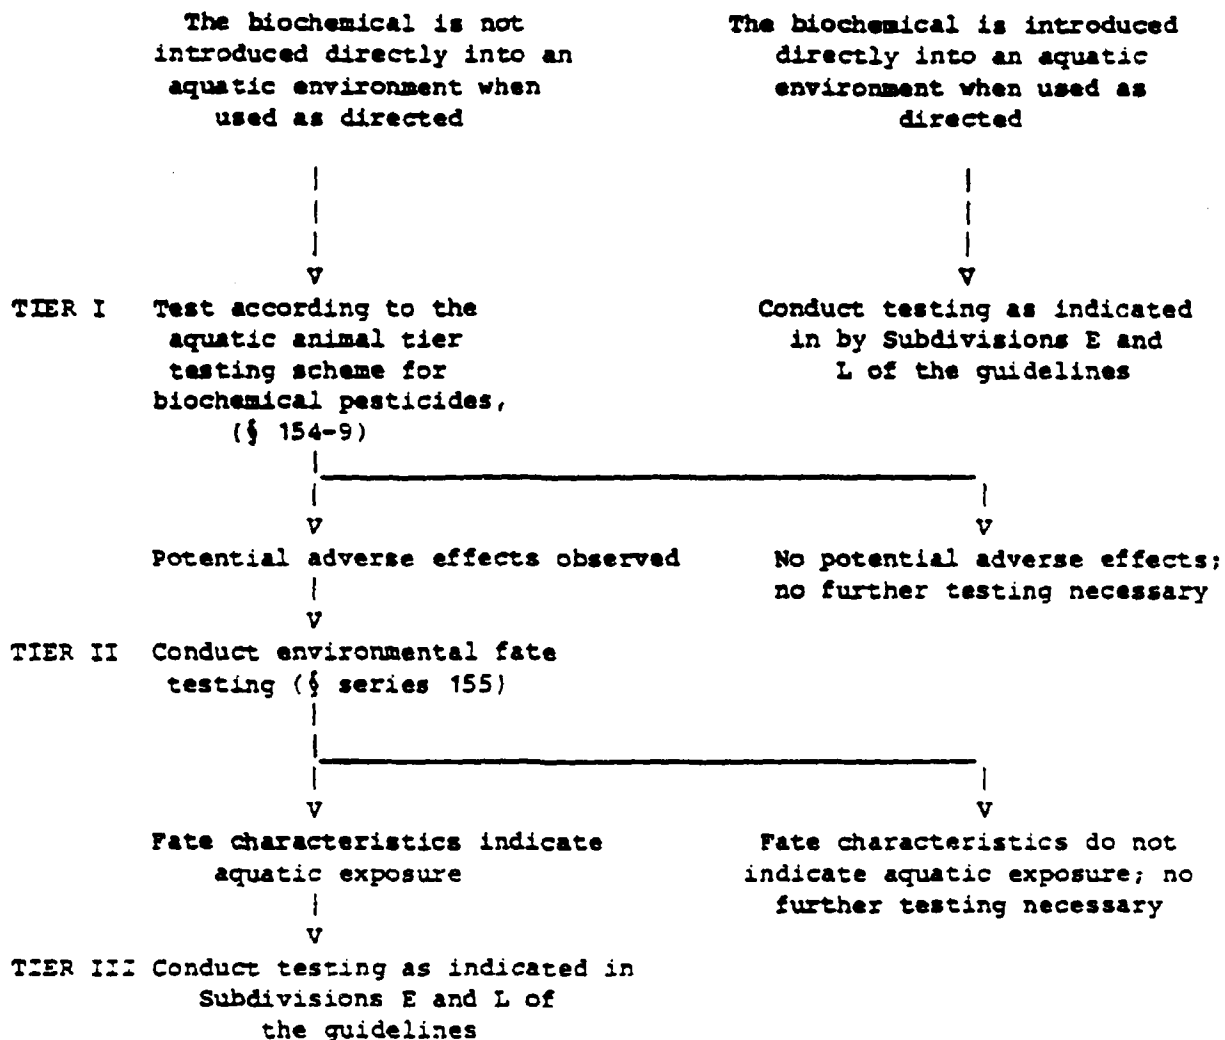 The biochemical is not
introduced directly into an
aquatic environment when
used as directed
The biochemical is introduced
directly into an aquatic
environment when used as
directed
TIER I Test according to the
aquatic animal tier
testing scheme for
biochemical pesticides,
(§ 154-9)
Conduct testing as indicated
in by Subdivisions E and
L of the guidelines
Potential adverse effects observed
No potential adverse effects;
no further testing necessary
TIER II Conduct environmental fate
testing (§ series 155)
Fate characteristics indicate
aquatic exposure
Fate characteristics do not
indicate aquatic exposure; no
further testing necessary
TIER III Conduct testing as indicated in
Subdivisions E and L of
the guidelines